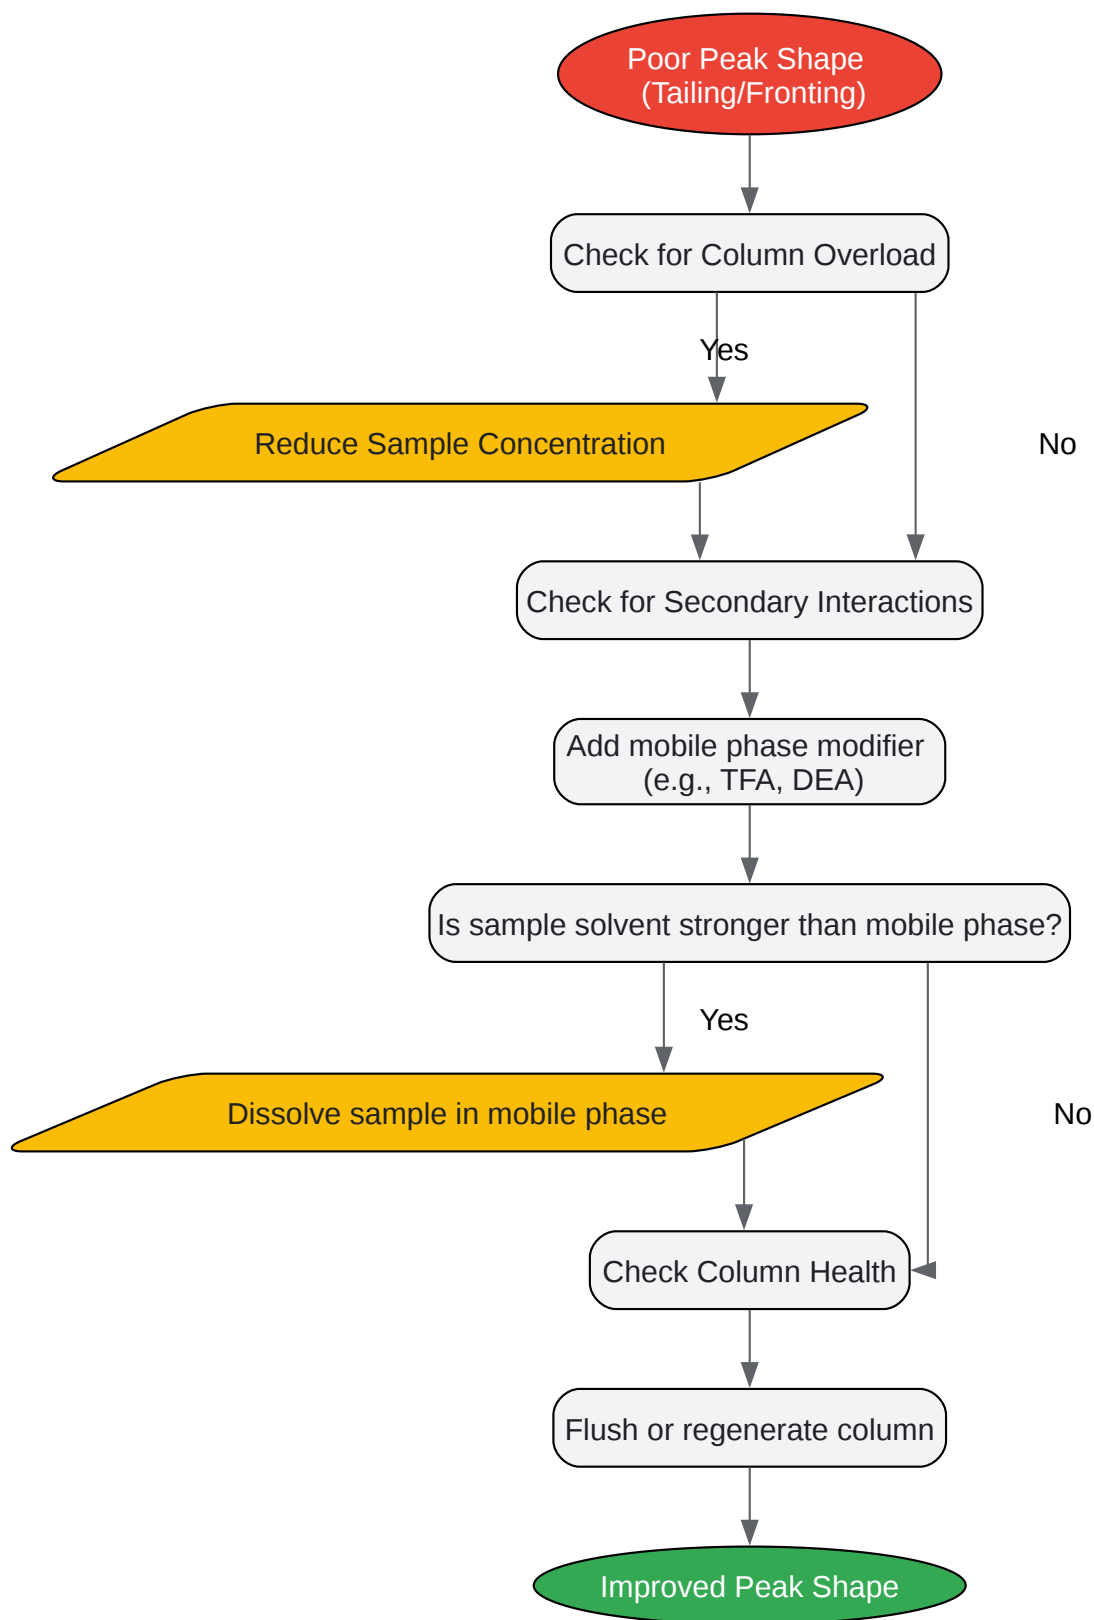 Poor Peak Shape
(Tailing/Fronting)
Check for Column Overload
Yes
Reduce Sample Concentration
No
Check for Secondary Interactions
Add mobile phase modifier
(e.g., TFA, DEA)
Is sample solvent stronger than mobile phase?
Yes
Dissolve sample in mobile phase
No
Check Column Health
Flush or regenerate column
Improved Peak Shape